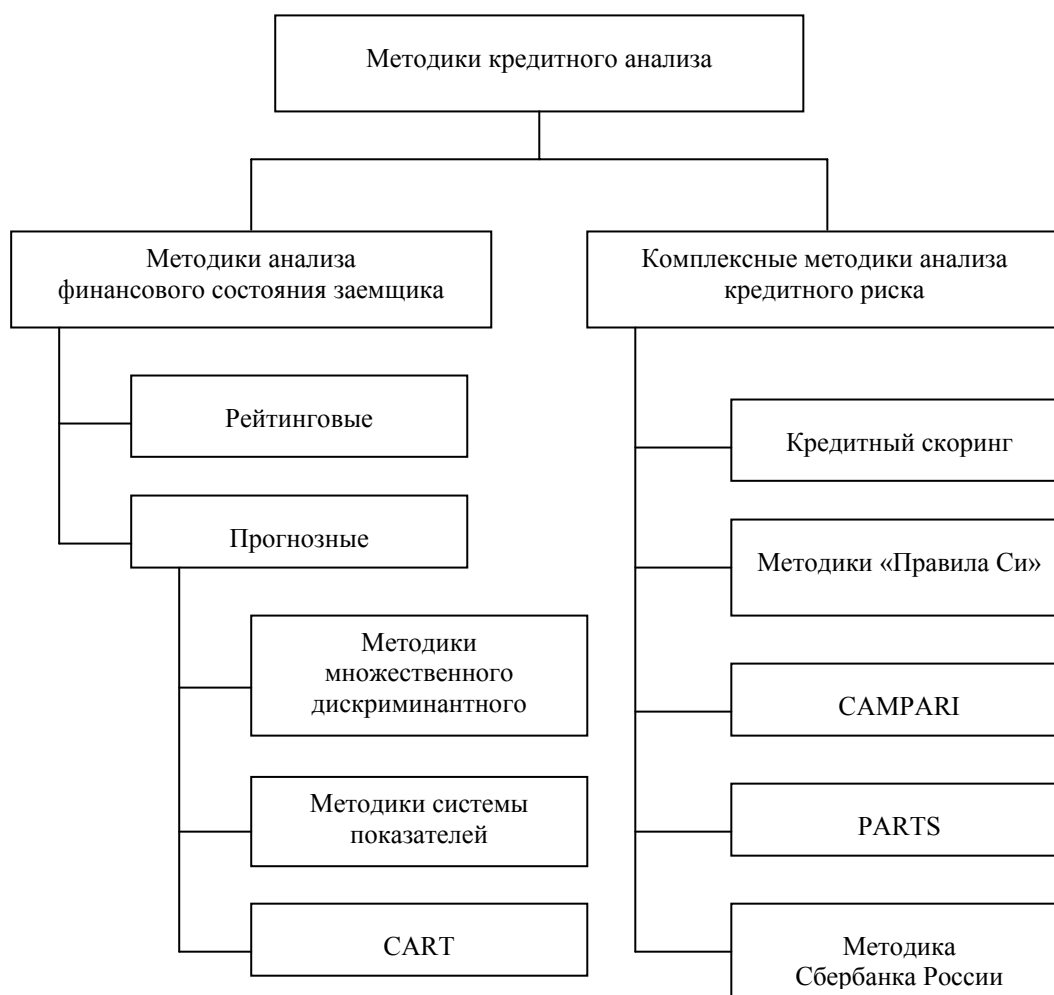 Методики кредитного анализа
Методики анализа
финансового состояния заемщика
Рейтинговые
Прогнозные
Методики
множественного
дискриминантного
Методики системы
показателей
CART
Комплексные методики анализа
кредитного риска
Кредитный скоринг
Методики «Правила Си»
CAMPARI
PARTS
Методика
Сбербанка России